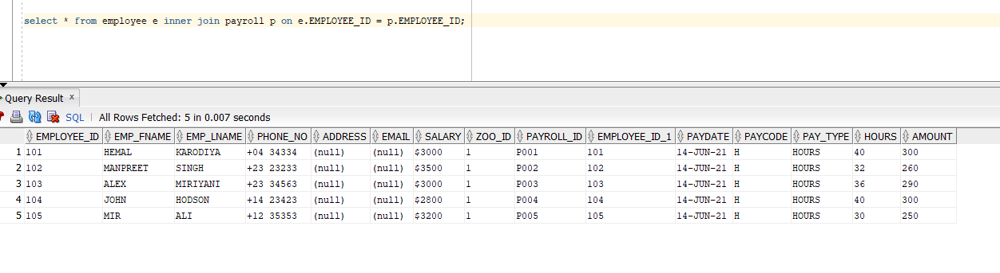 select * from employee e inner join payroll p on e.EMPLOYEE_ID = p.EMPLOYEE_ID;
Query Result x
SQL | All Rows Fetched: 5 in 0.007 seconds
EMPLOYEE_ID EMP_FNAME EMP_LNAME PHONE_NO ADDRESS EMAIL SALARY ZOO_ID PAYROLL_ID EMPLOYEE_ID_1 PAYDATE PAYCODE PAY_TYPE HOURS AMOUNT
1 101 HEMAL KARODIYA +04 34334 (null) (null) $3000 1 P001 101 14-JUN-21 H HOURS 40 300
2 102 MANPREET SINGH +23 23233 (null) (null) $3500 1 P002 102 14-JUN-21 H HOURS 32 260
3 103 ALEX MIRIYANI +23 34563 (null) (null) $3000 1 P003 103 14-JUN-21 H HOURS 36 290
4 104 JOHN HODSON +14 23423 (null) (null) $2800 1 P004 104 14-JUN-21 H HOURS 40 300
5 105 MIR ALI +12 35353 (null) (null) $3200 1 P005 105 14-JUN-21 H HOURS 30 250